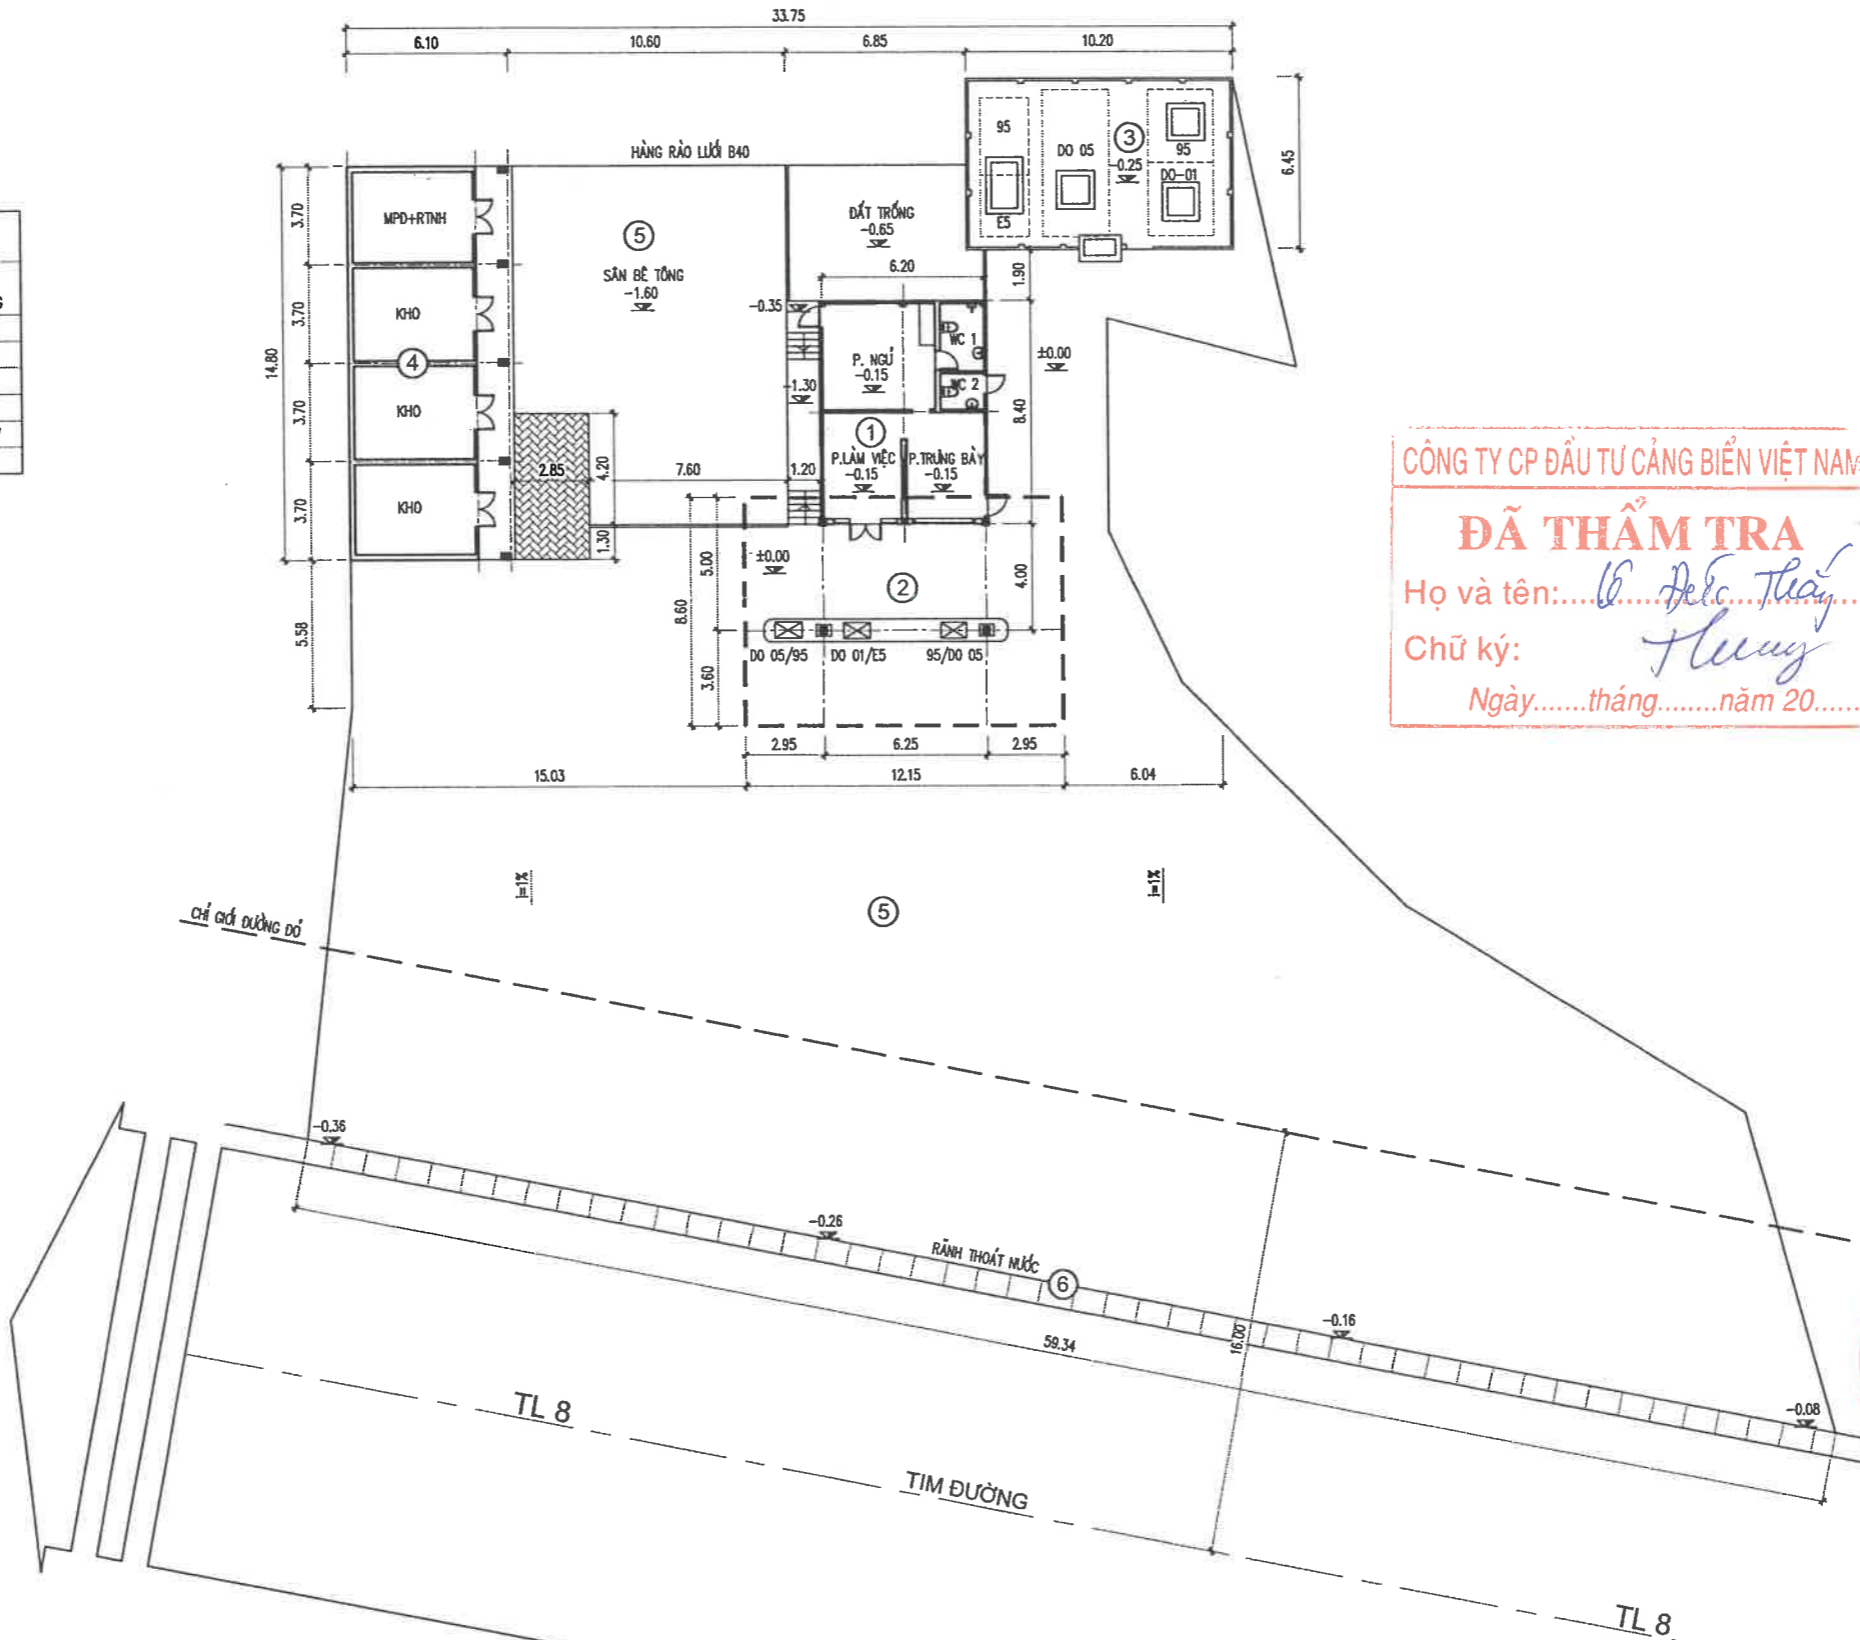 33.75
6.10
10.60
6.85
10.20
HÀNG RÀO LƯỚI B40
95
DO 05
3
-0.25
95
DO-01
E5
6.45
MPD+RTNH
3.70
5
SÂN BÊ TÔNG
-1.60
ĐẤT TRỐNG
-0.65
6.20
1.90
KHO
3.70
-0.35
WC 1
P. NGỦ
-0.15
WC 2
±0.00
14.80
4
-1.30
8.40
KHO
3.70
1
P.LÀM VIỆC
-0.15
P.TRƯNG BÀY
-0.15
2.85
4.20
7.60
1.20
KHO
3.70
1.30
5.00
±0.00
2
4.00
8.60
5.58
DO 05/95
DO 01/E5
95/DO 05
3.60
2.95
6.25
2.95
15.03
12.15
6.04
CÔNG TY CP ĐẦU TƯ CẢNG BIỂN VIỆT NAM
ĐÃ THẨM TRA
Họ và tên:
Chữ ký:
Ngày.......tháng.......năm 20......
i=1%
i=1%
5
CHỈ GIỚI ĐƯỜNG ĐỎ
-0.36
-0.26
RÃNH THOÁT NƯỚC
6
-0.16
16.00
59.34
-0.08
TL 8
TIM ĐƯỜNG
TL 8